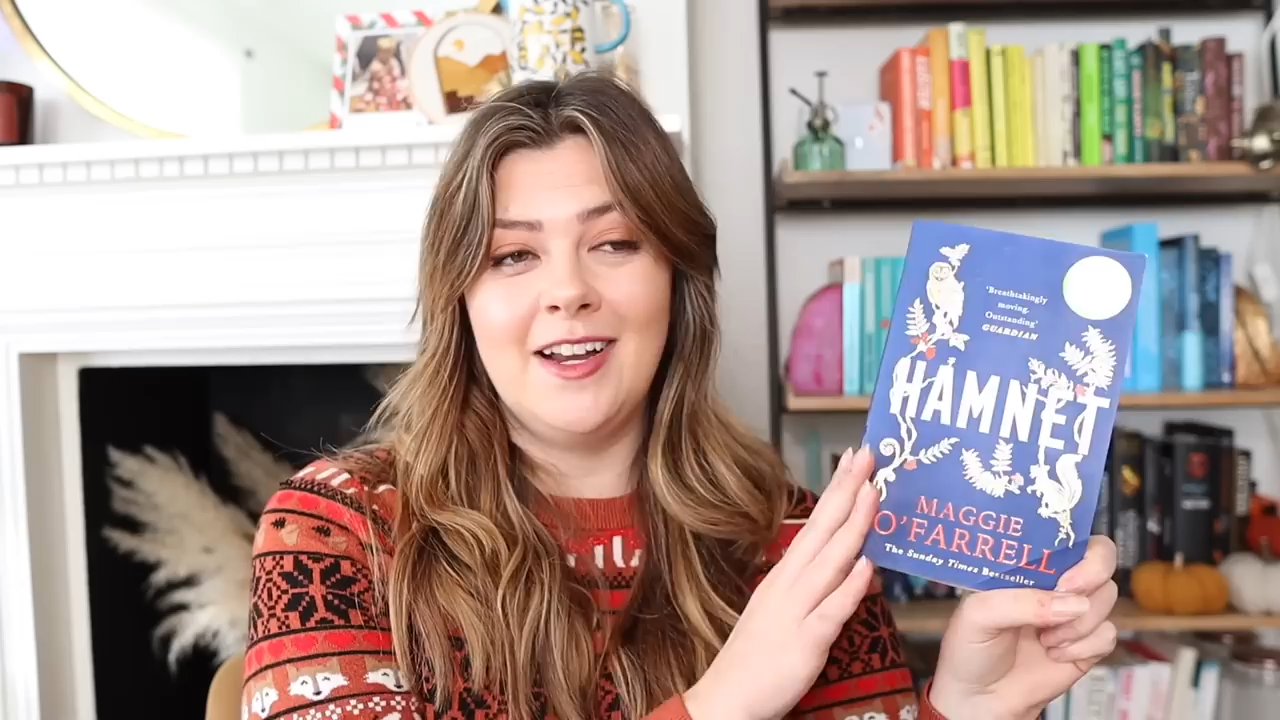 'Breathtakingly
moving.
Outstanding'
GUARDIAN
HAMNET
MAGGIE
O'FARRELL
The Sunday Times Bestseller